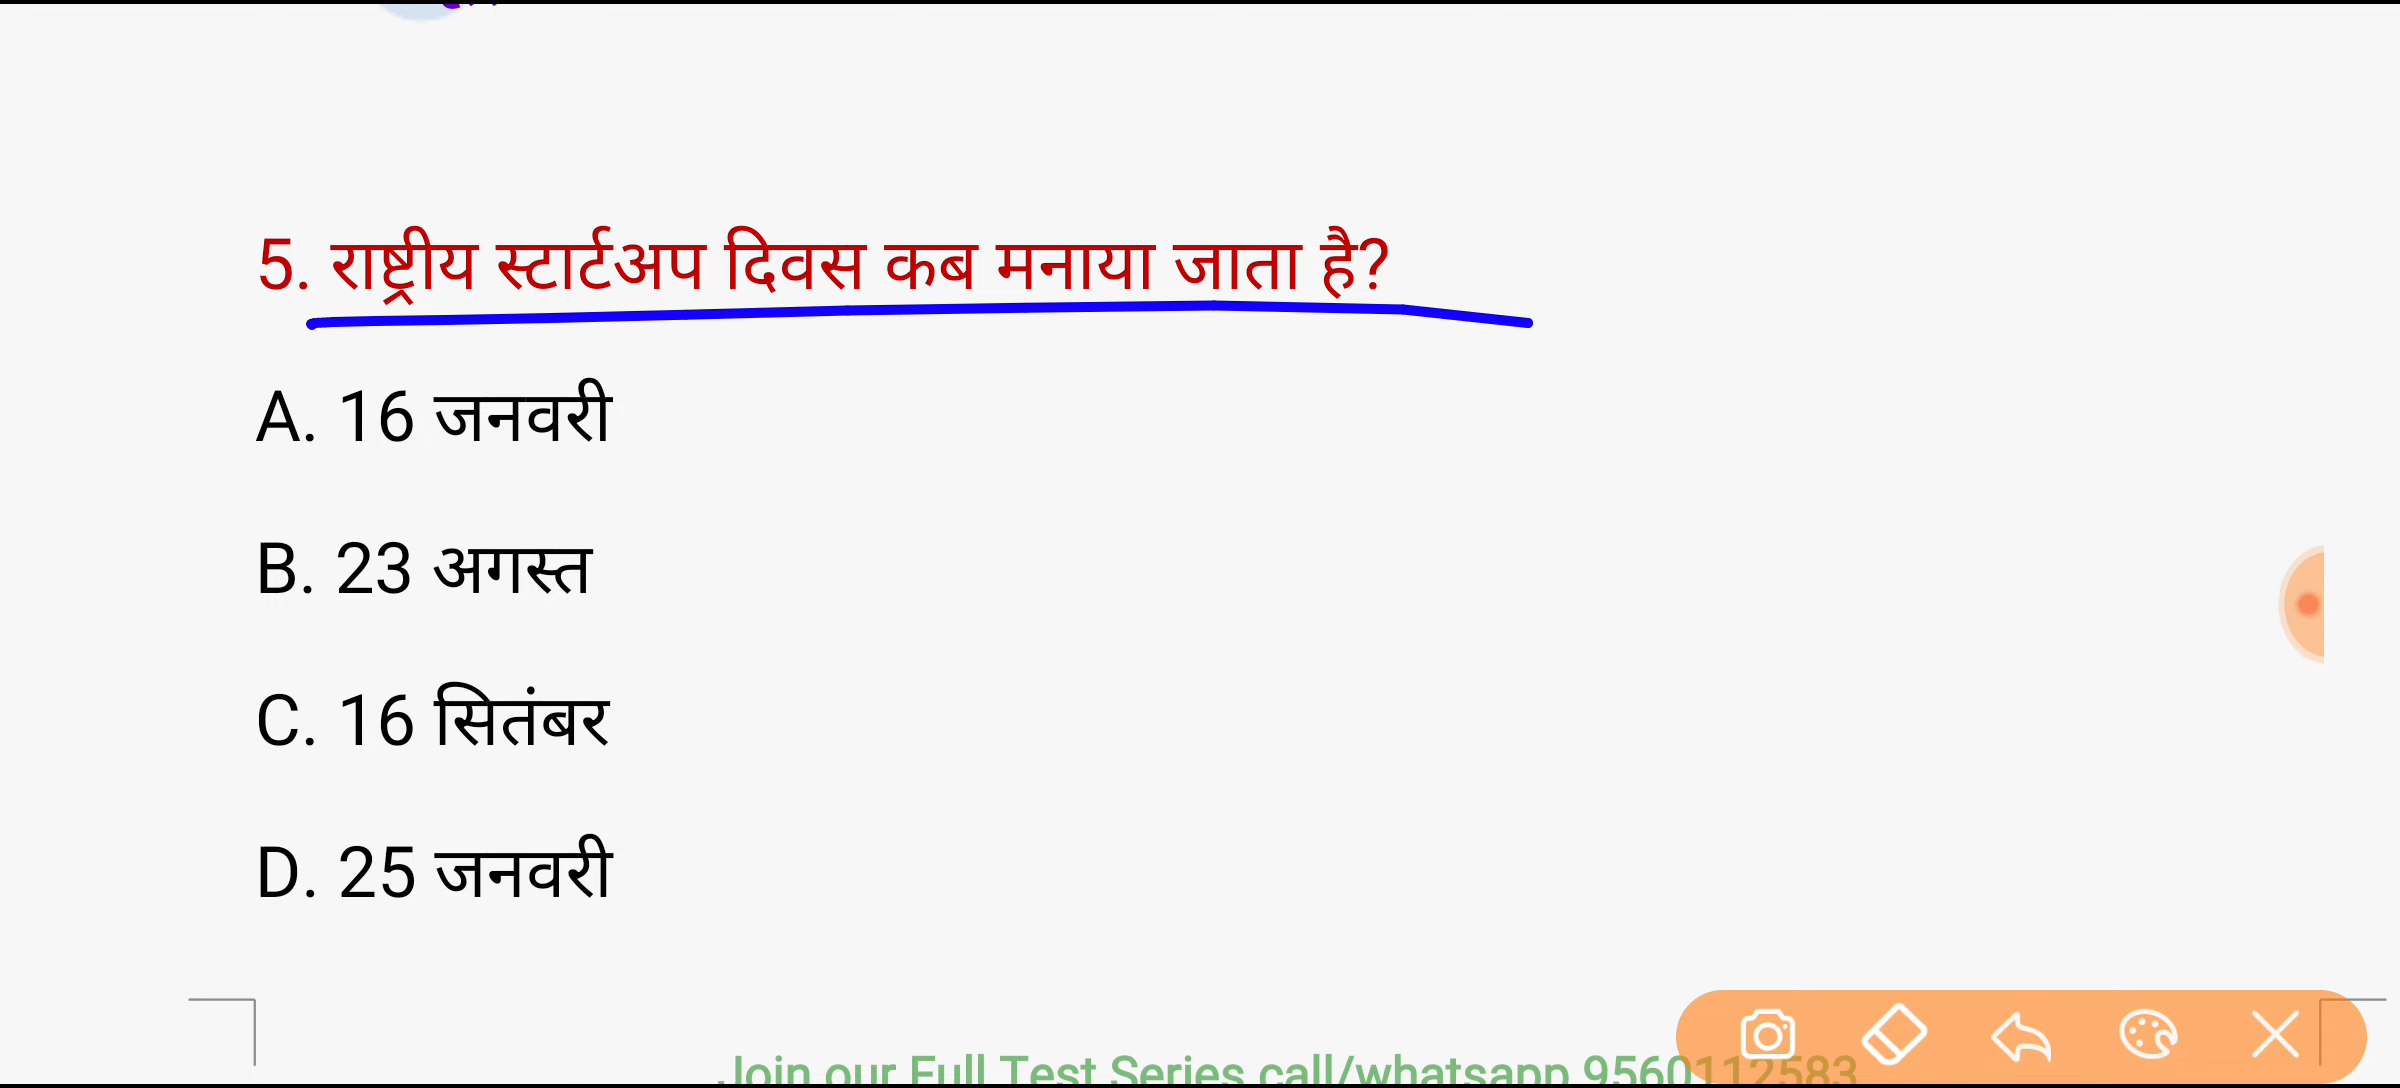 5. राष्ट्रीय स्टार्टअप दिवस कब मनाया जाता है?
A. 16 जनवरी
B. 23 अगस्त
C. 16 सितंबर
D. 25 जनवरी
Join our Full Test Series call/whatsapp 9560112583